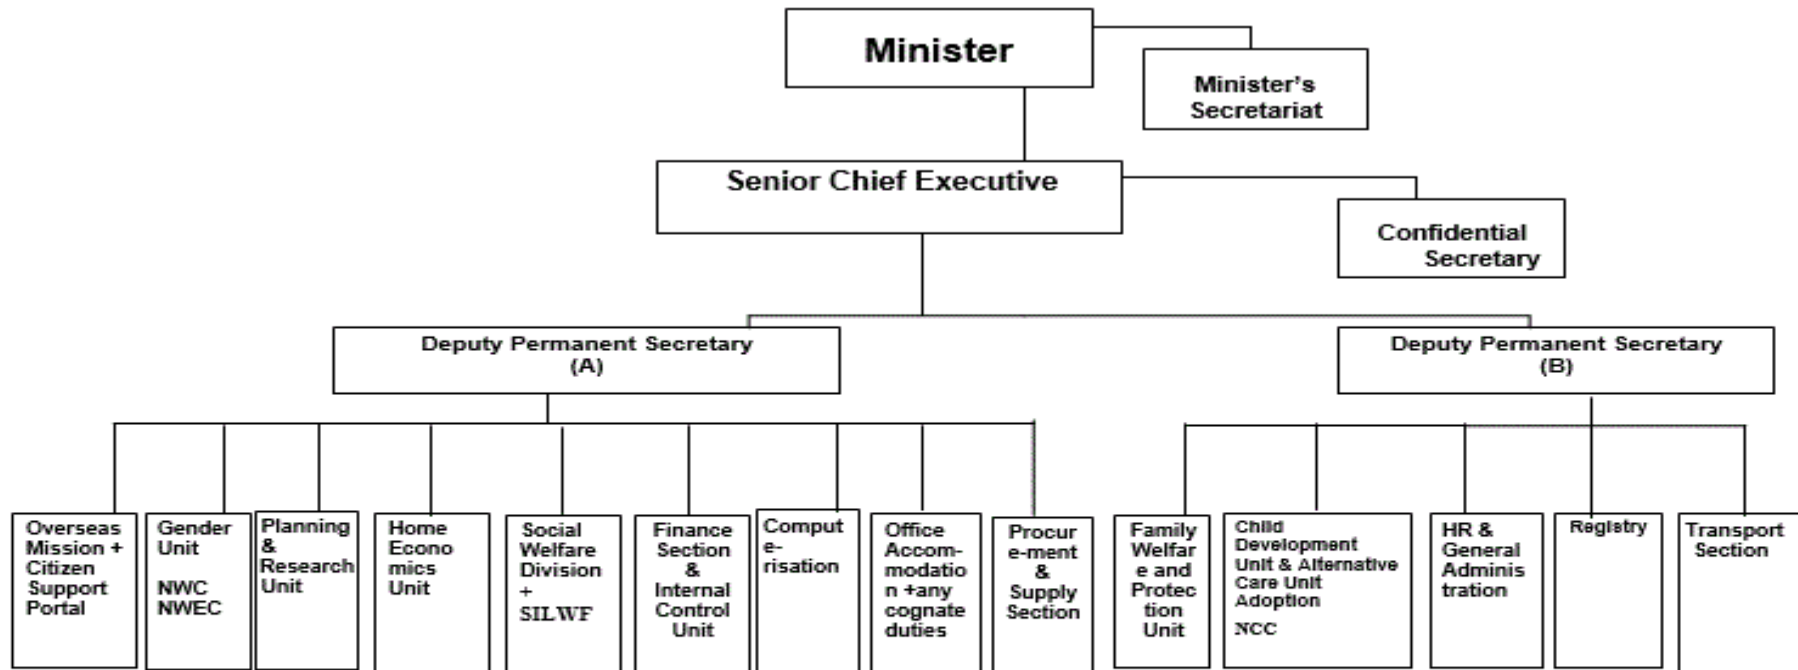 Minister
Minister's
Secretariat
Senior Chief Executive
Confidential
Secretary
Deputy Permanent Secretary
(A)
Deputy Permanent Secretary
(B)
Overseas
Mission +
Citizen
Support
Portal
Gender
Unit
NWC
NWEC
Planning
&
Research
Unit
Home
Econo
mics
Unit
Social
Welfare
Division
+
SILWF
Finance
Section
&
Internal
Control
Unit
Comput
e-
risation
Office
Accom-
modatio
n +any
cognate
duties
Procur
e-ment
&
Supply
Section
Family
Welfar
e and
Protec
tion
Unit
Child
Development
Unit & Alternative
Care Unit
Adoption
NCC
HR &
General
Adminis
tration
Registry
Transport
Section